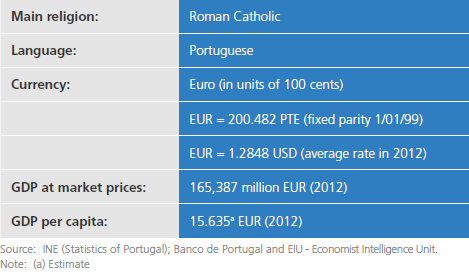 Main religion: Roman Catholic
Language: Portuguese
Currency: Euro (in units of 100 cents)
EUR = 200.482 PTE (fixed parity 1/01/99)
EUR = 1.2848 USD (average rate in 2012)
GDP at market prices: 165,387 million EUR (2012)
GDP per capita: 15.635ª EUR (2012)
Source: INE (Statistics of Portugal); Banco de Portugal and EIU - Economist Intelligence Unit.
Note: (a) Estimate